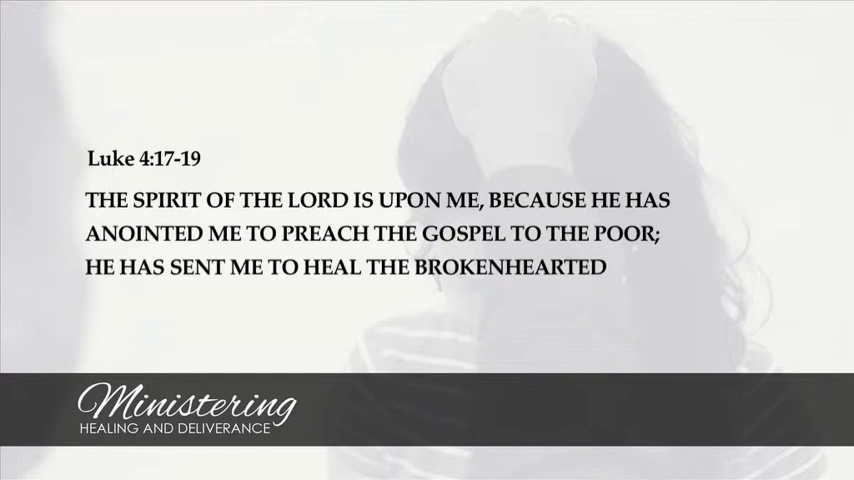 Luke 4:17-19
THE SPIRIT OF THE LORD IS UPON ME, BECAUSE HE HAS
ANOINTED ME TO PREACH THE GOSPEL TO THE POOR;
HE HAS SENT ME TO HEAL THE BROKENHEARTED
Ministering
HEALING AND DELIVERANCE